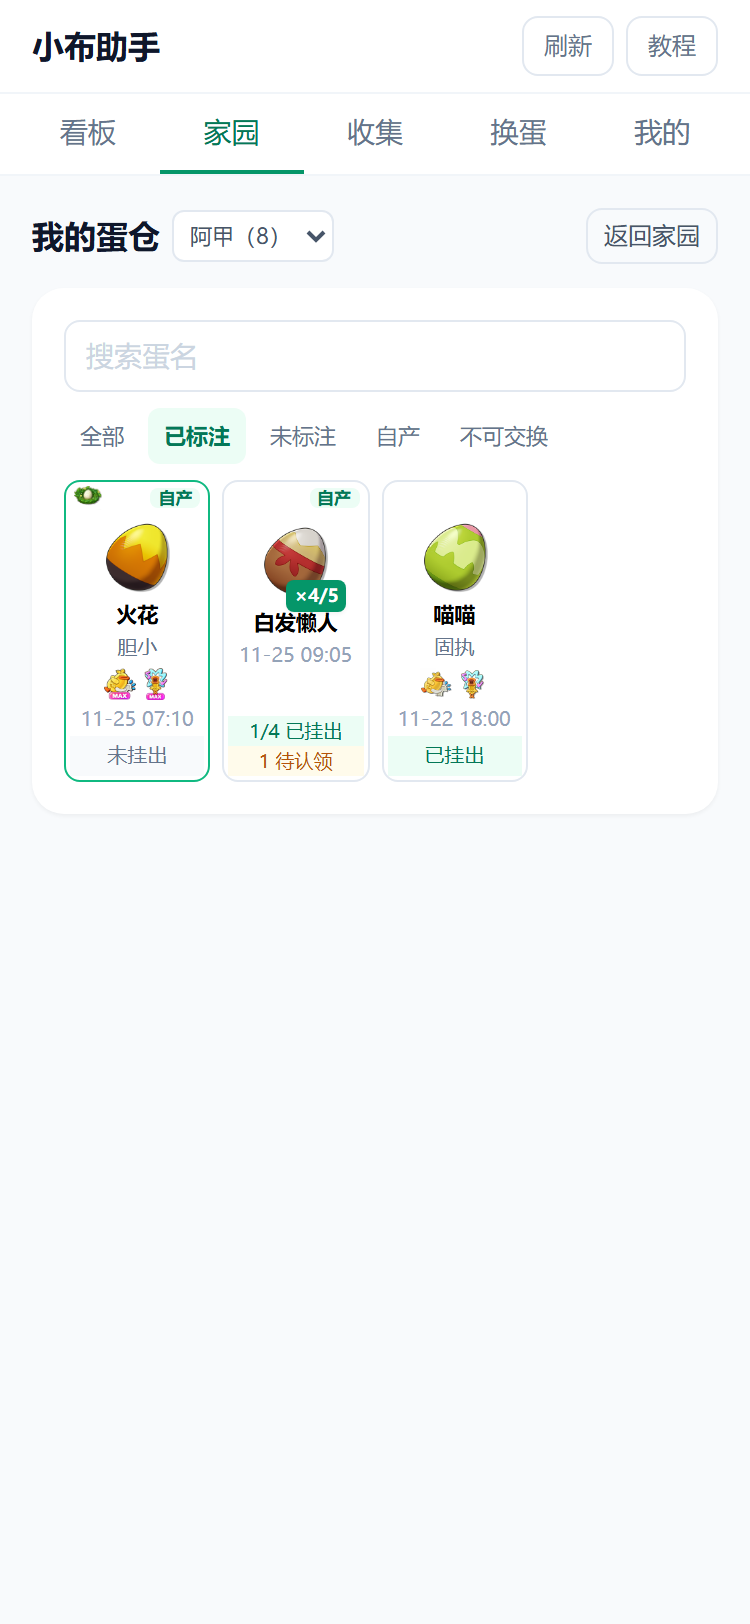 小布助手
刷新
教程
看板
家园
收集
换蛋
我的
我的蛋仓
阿甲（8）
返回家园
搜索蛋名
全部
已标注
未标注
自产
不可交换
自产
火花
胆小
MAX
MAX
11-25 07:10
未挂出
自产
×4/5
白发懒人
11-25 09:05
1/4 已挂出
1 待认领
喵喵
固执
11-22 18:00
已挂出